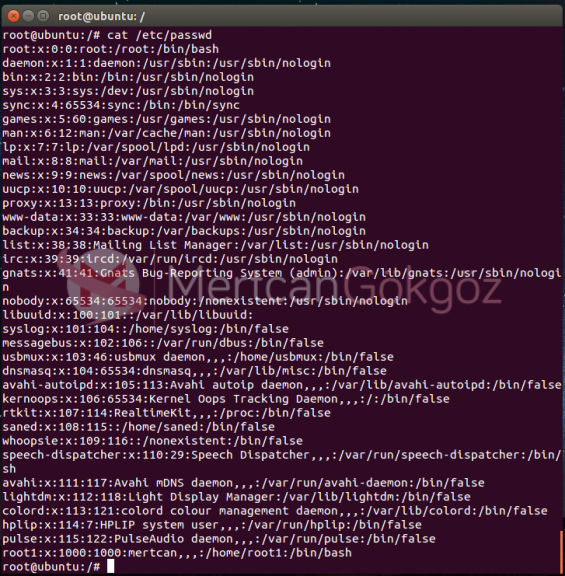 root@ubuntu: /
root@ubuntu:/# cat /etc/passwd
root:x:0:0:root:/root:/bin/bash
daemon:x:1:1:daemon:/usr/sbin:/usr/sbin/nologin
bin:x:2:2:bin:/bin:/usr/sbin/nologin
sys:x:3:3:sys:/dev:/usr/sbin/nologin
sync:x:4:65534:sync:/bin:/bin/sync
games:x:5:60:games:/usr/games:/usr/sbin/nologin
man:x:6:12:man:/var/cache/man:/usr/sbin/nologin
lp:x:7:7:lp:/var/spool/lpd:/usr/sbin/nologin
mail:x:8:8:mail:/var/mail:/usr/sbin/nologin
news:x:9:9:news:/var/spool/news:/usr/sbin/nologin
uucp:x:10:10:uucp:/var/spool/uucp:/usr/sbin/nologin
proxy:x:13:13:proxy:/bin:/usr/sbin/nologin
www-data:x:33:33:www-data:/var/www:/usr/sbin/nologin
backup:x:34:34:backup:/var/backups:/usr/sbin/nologin
list:x:38:38:Mailing List Manager:/var/list:/usr/sbin/nologin
irc:x:39:39:ircd:/var/run/ircd:/usr/sbin/nologin
gnats:x:41:41:Gnats Bug-Reporting System (admin):/var/lib/gnats:/usr/sbin/nologi
n
MertcanGokgoz
nobody:x:65534:65534:nobody:/nonexistent:/usr/sbin/nologin
libuuid:x:100:101::/var/lib/libuuid:
syslog:x:101:104::/home/syslog:/bin/false
messagebus:x:102:106::/var/run/dbus:/bin/false
usbmux:x:103:46:usbmux daemon,,,:/home/usbmux:/bin/false
dnsmasq:x:104:65534:dnsmasq,,,:/var/lib/misc:/bin/false
avahi-autoipd:x:105:113:Avahi autoip daemon,,,:/var/lib/avahi-autoipd:/bin/false
kernoops:x:106:65534:Kernel Oops Tracking Daemon,,,:/:/bin/false
rtkit:x:107:114:RealtimeKit,,,:/proc:/bin/false
saned:x:108:115::/home/saned:/bin/false
whoopsie:x:109:116::/nonexistent:/bin/false
speech-dispatcher:x:110:29:Speech Dispatcher,,,:/var/run/speech-dispatcher:/bin/
sh
avahi:x:111:117:Avahi mDNS daemon,,,:/var/run/avahi-daemon:/bin/false
lightdm:x:112:118:Light Display Manager:/var/lib/lightdm:/bin/false
colord:x:113:121:colord colour management daemon,,,:/var/lib/colord:/bin/false
hplip:x:114:7:HPLIP system user,,,:/var/run/hplip:/bin/false
pulse:x:115:122:PulseAudio daemon,,,:/var/run/pulse:/bin/false
root1:x:1000:1000:mertcan,,,:/home/root1:/bin/bash
root@ubuntu:/#